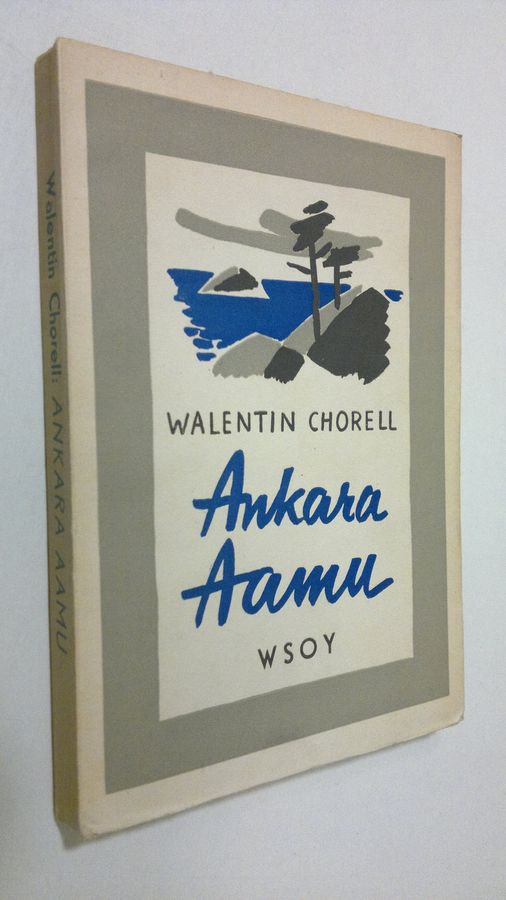 Walentin Chorell: ANKARA AAMU
WALENTIN CHORELL
Ankara
Aamu
WSOY